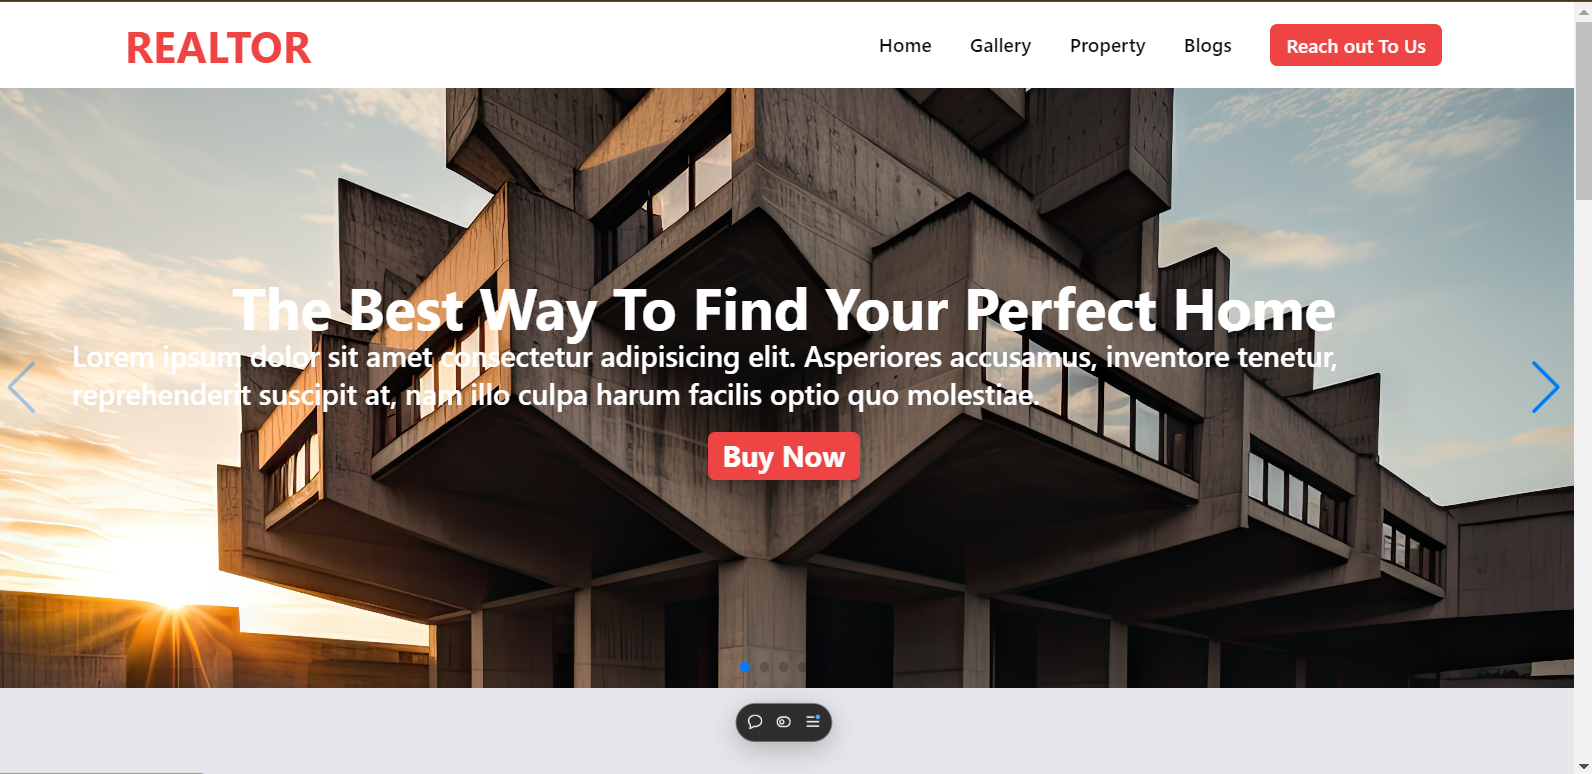 REALTOR
Home Gallery Property Blogs Reach out To Us
The Best Way To Find Your Perfect Home
Lorem ipsum dolor sit amet consectetur adipisicing elit. Asperiores accusamus, inventore tenetur,
reprehenderit suscipit at, nam illo culpa harum facilis optio quo molestiae.
Buy Now